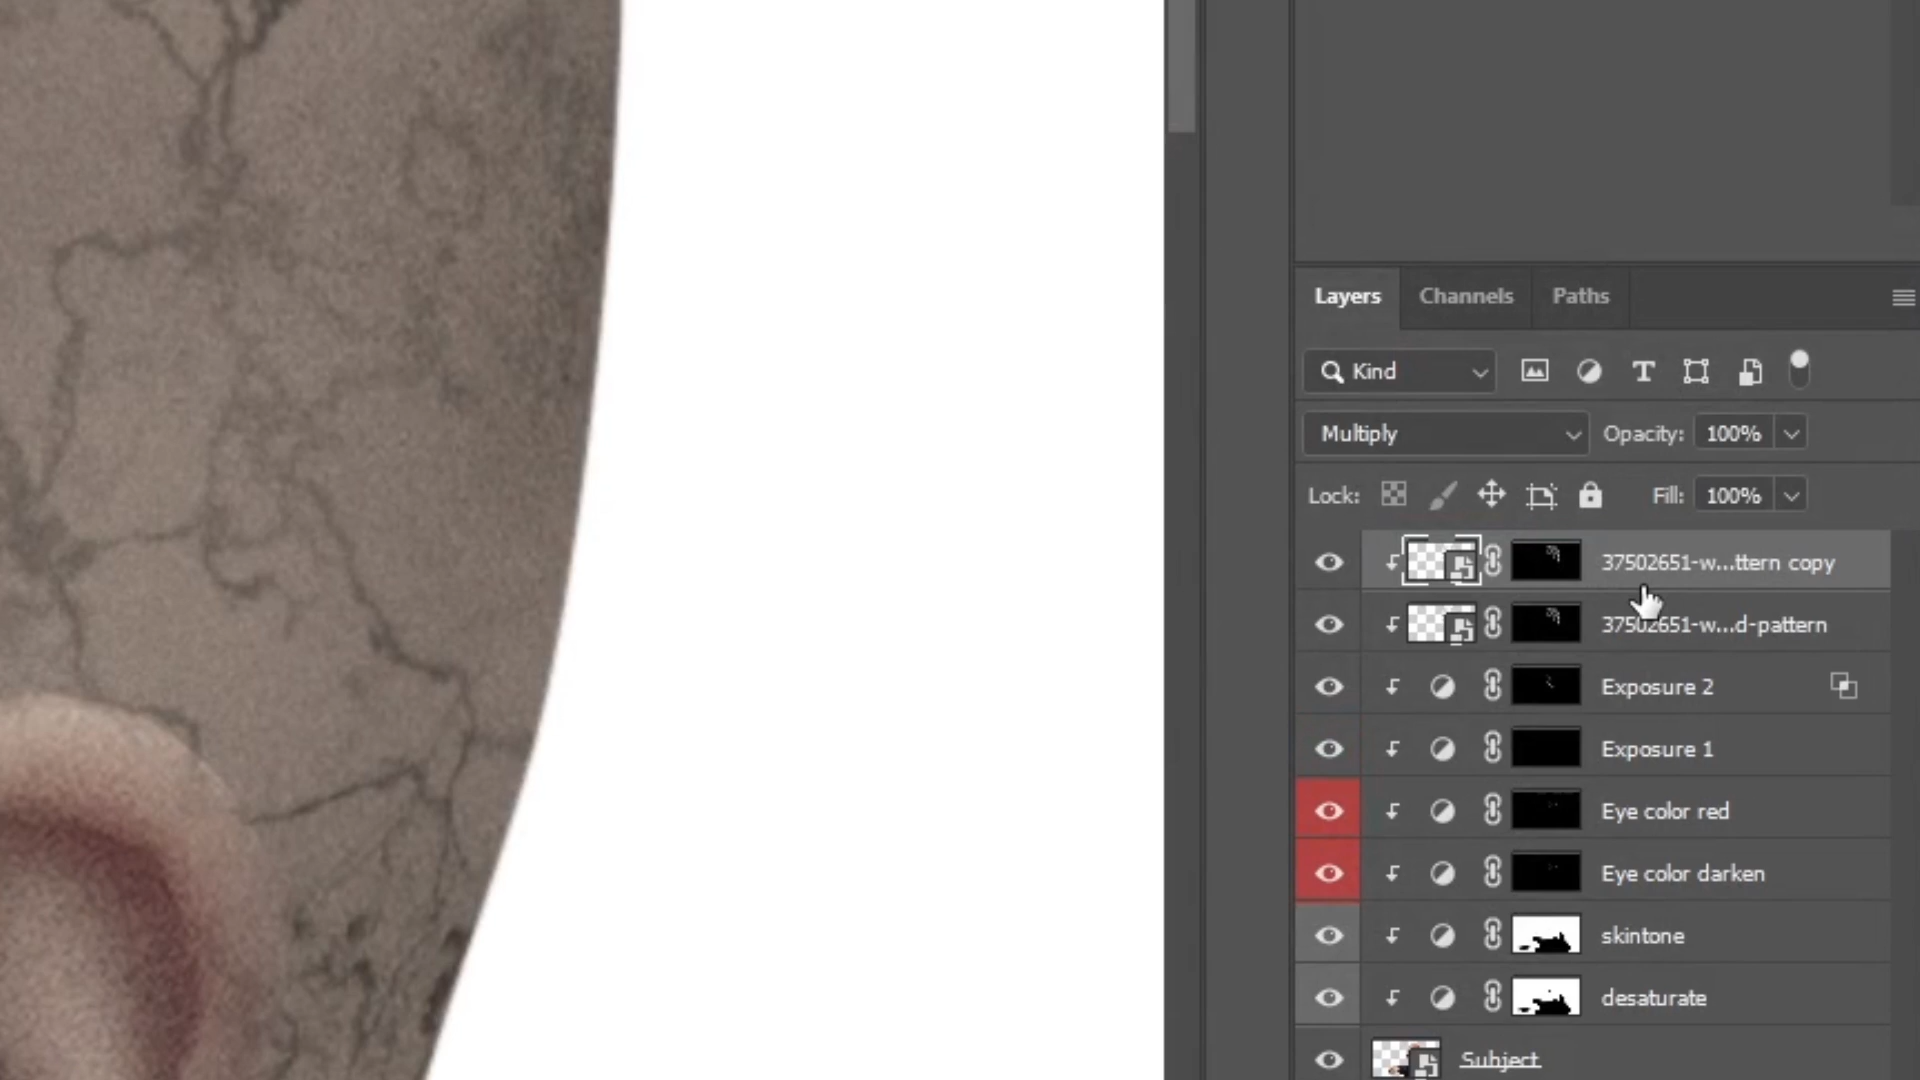 Layers Channels Paths
Kind
Multiply Opacity: 100%
Lock: Fill: 100%
37502651-w...ttern copy
37502651-w...d-pattern
Exposure 2
Exposure 1
Eye color red
Eye color darken
skintone
desaturate
Subject